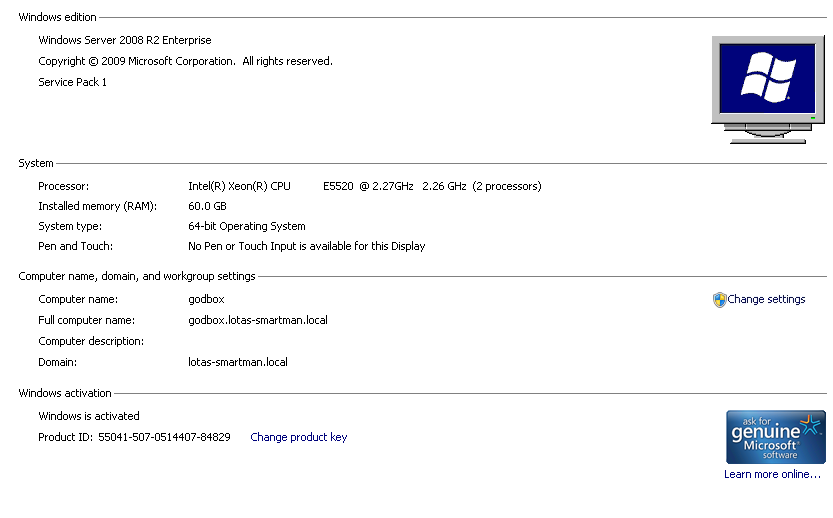 Windows edition
Windows Server 2008 R2 Enterprise
Copyright © 2009 Microsoft Corporation.  All rights reserved.
Service Pack 1
System
Processor: Intel(R) Xeon(R) CPU E5520 @ 2.27GHz 2.26 GHz (2 processors)
Installed memory (RAM): 60.0 GB
System type: 64-bit Operating System
Pen and Touch: No Pen or Touch Input is available for this Display
Computer name, domain, and workgroup settings
Computer name: godbox Change settings
Full computer name: godbox.lotas-smartman.local
Computer description:
Domain: lotas-smartman.local
Windows activation
Windows is activated
Product ID: 55041-507-0514407-84829 Change product key
ask for
genuine
Microsoft®
software
Learn more online...